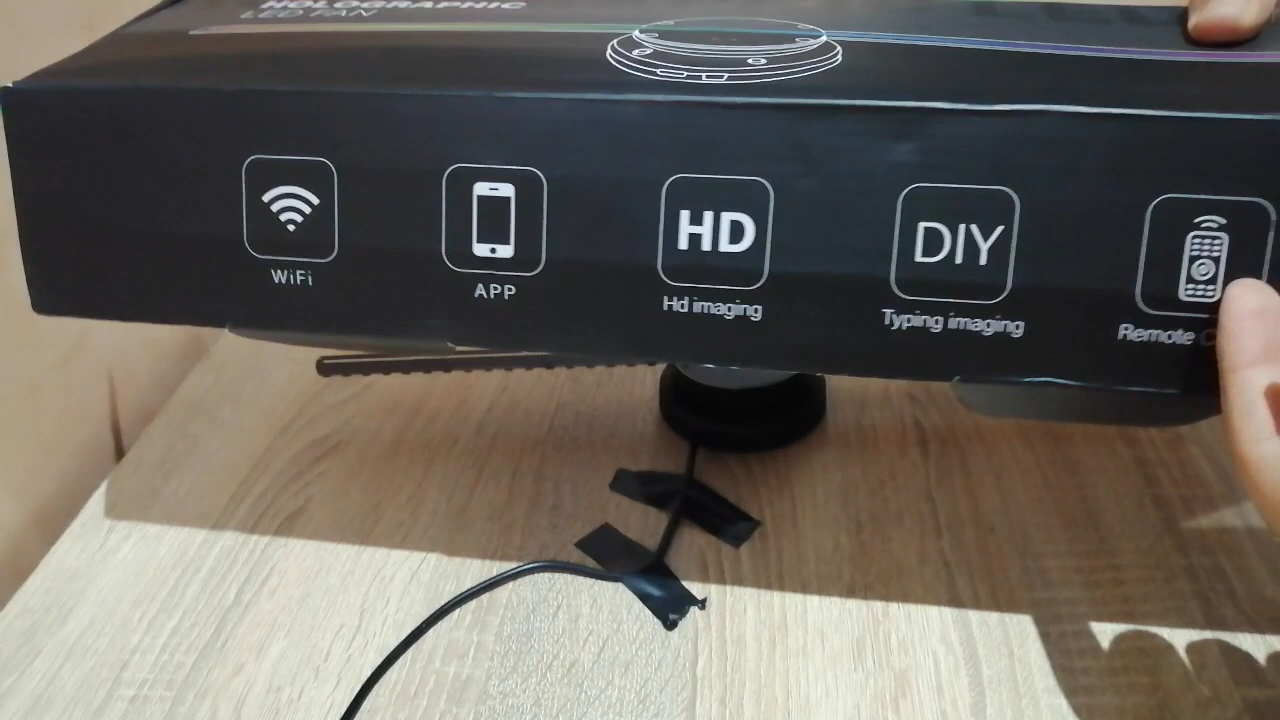 HOLOGRAPHIC
LED FAN
WiFi
APP
HD
Hd imaging
DIY
Typing imaging
Remote